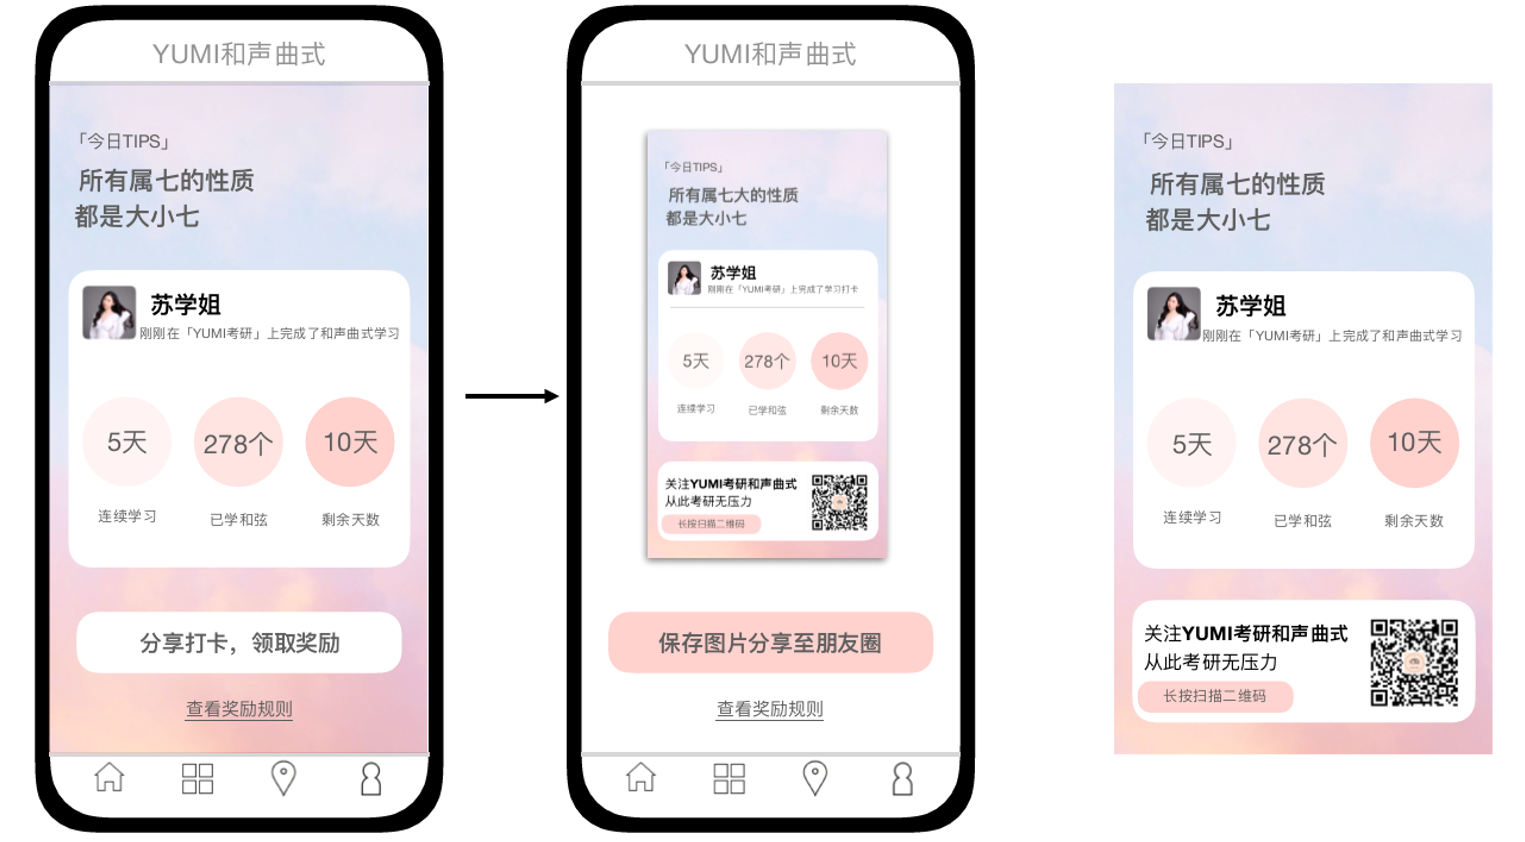 YUMI和声曲式
「今日TIPS」
所有属七的性质
都是大小七
苏学姐
刚刚在「YUMI考研」上完成了和声曲式学习
5天
278个
10天
连续学习
已学和弦
剩余天数
分享打卡，领取奖励
查看奖励规则
YUMI和声曲式
「今日TIPS」
所有属七大的性质
都是大小七
苏学姐
刚刚在「YUMI考研」上完成了学习打卡
5天
278个
10天
连续学习
已学和弦
剩余天数
关注YUMI考研和声曲式
从此考研无压力
长按扫描二维码
保存图片分享至朋友圈
查看奖励规则
「今日TIPS」
所有属七的性质
都是大小七
苏学姐
刚刚在「YUMI考研」上完成了和声曲式学习
5天
278个
10天
连续学习
已学和弦
剩余天数
关注YUMI考研和声曲式
从此考研无压力
长按扫描二维码